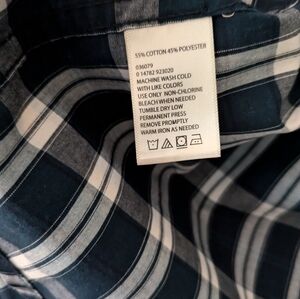 55% COTTON 45% POLYESTER
036079
0 14782 923020
MACHINE WASH COLD
WITH LIKE COLORS
USE ONLY NON-CHLORINE
BLEACH WHEN NEEDED
TUMBLE DRY LOW
PERMANENT PRESS
REMOVE PROMPTLY
WARM IRON AS NEEDED